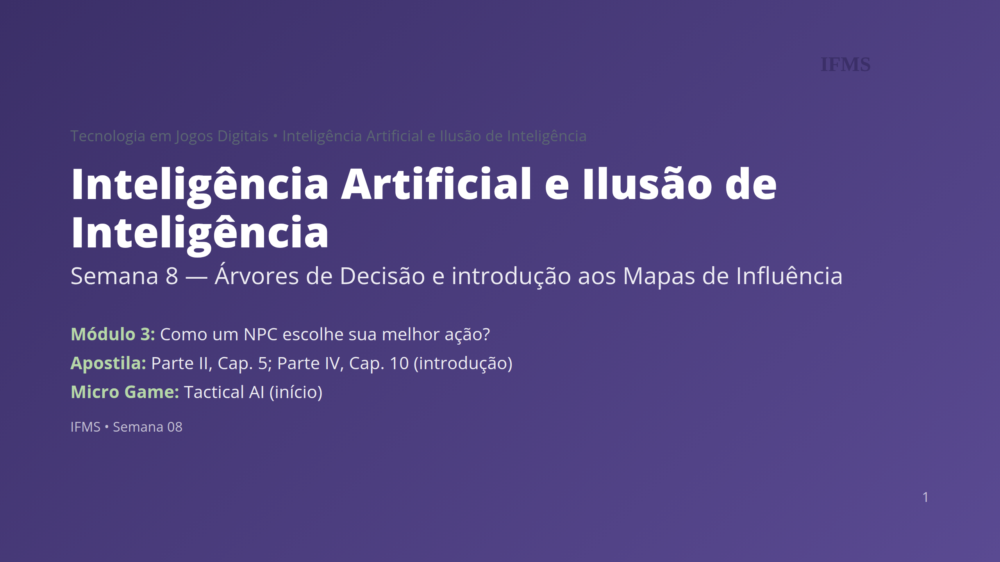 IFMS
Tecnologia em Jogos Digitais • Inteligência Artificial e Ilusão de Inteligência
Inteligência Artificial e Ilusão de
Inteligência
Semana 8 — Árvores de Decisão e introdução aos Mapas de Influência
Módulo 3: Como um NPC escolhe sua melhor ação?
Apostila: Parte II, Cap. 5; Parte IV, Cap. 10 (introdução)
Micro Game: Tactical AI (início)
IFMS • Semana 08
1